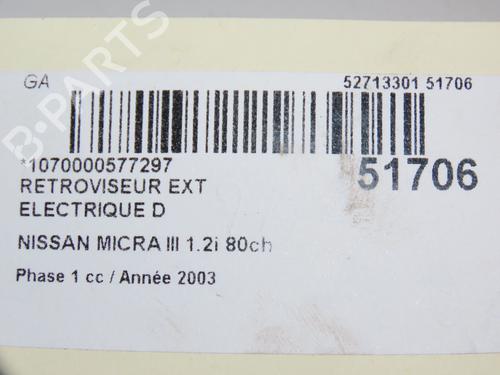 GA
52713301 51706
*1070000577297
51706
RETROVISEUR EXT
ELECTRIQUE D
NISSAN MICRA III 1.2i 80ch
Phase 1 cc / Année 2003
B-PARTS